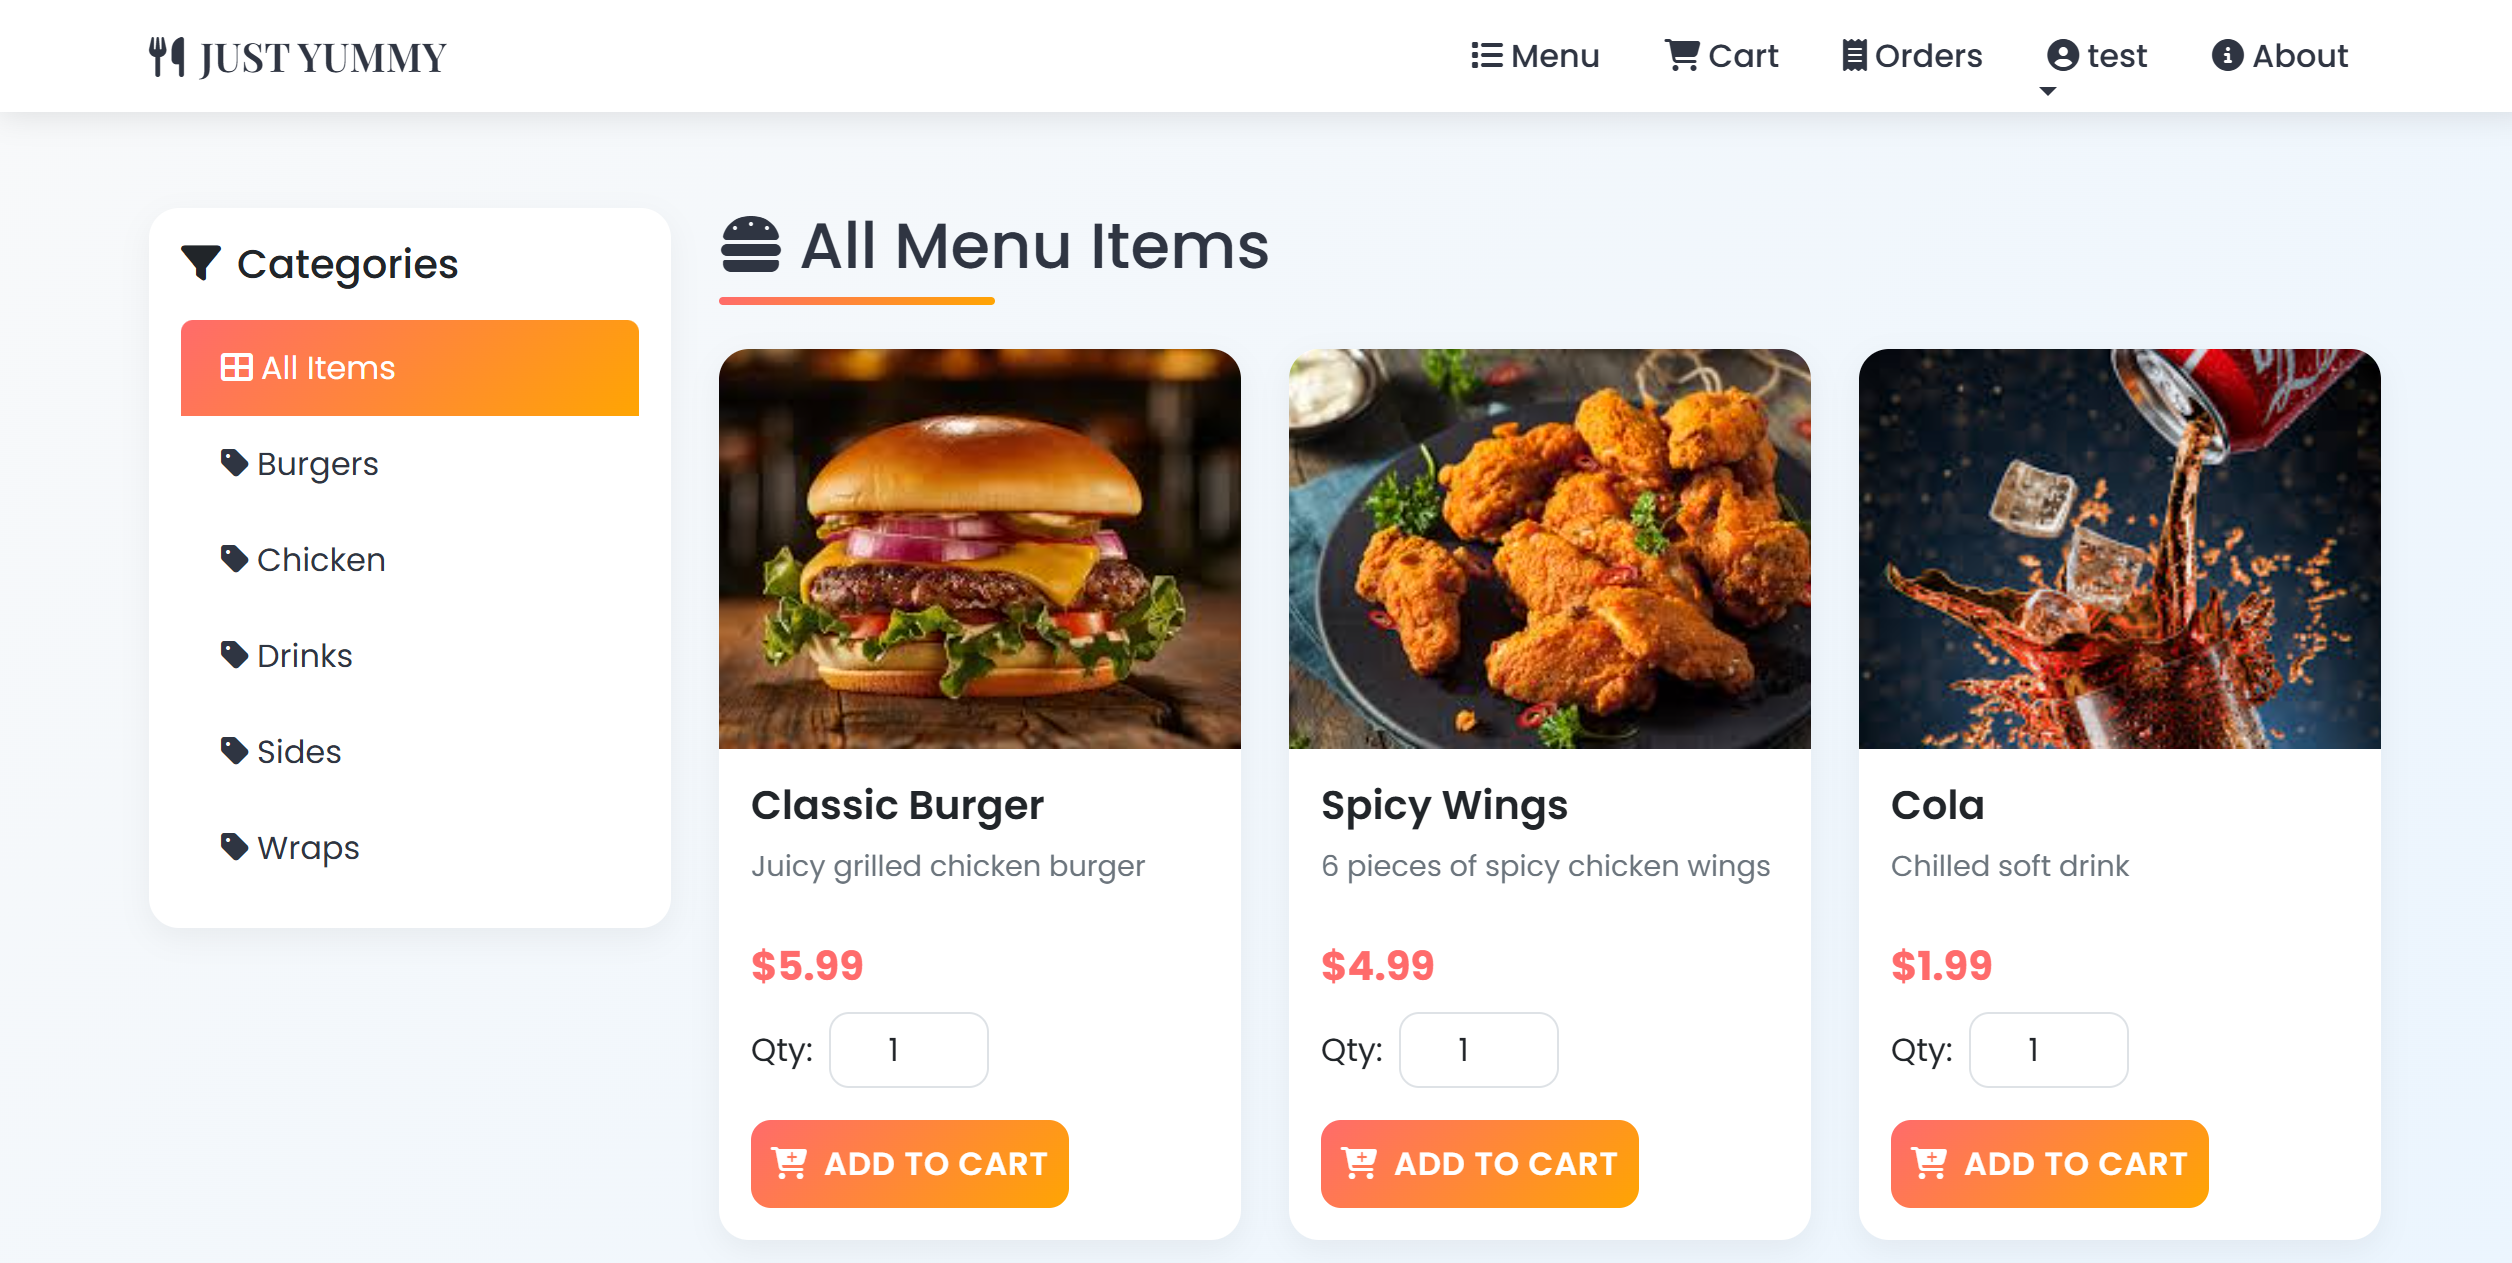 JUST YUMMY
Menu
Cart
Orders
test
About
Categories
All Items
Burgers
Chicken
Drinks
Sides
Wraps
All Menu Items
Classic Burger
Juicy grilled chicken burger
$5.99
Qty: 1
ADD TO CART
Spicy Wings
6 pieces of spicy chicken wings
$4.99
Qty: 1
ADD TO CART
Cola
Chilled soft drink
$1.99
Qty: 1
ADD TO CART